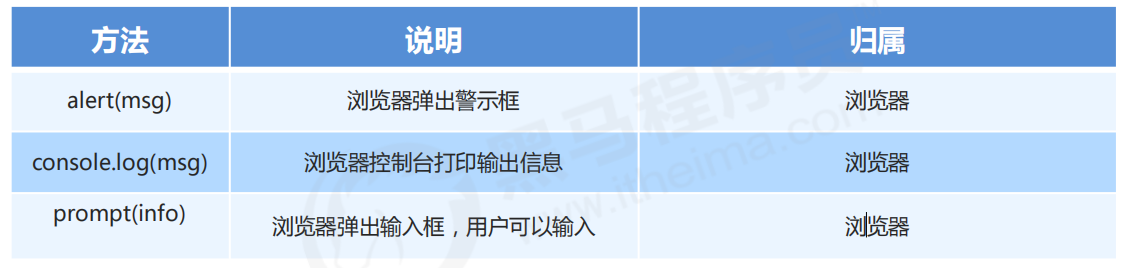 方法 说明 归属
alert(msg) 浏览器弹出警示框 浏览器
console.log(msg) 浏览器控制台打印输出信息 浏览器
prompt(info) 浏览器弹出输入框，用户可以输入 浏览器
黑马程序员
www.itheima.com